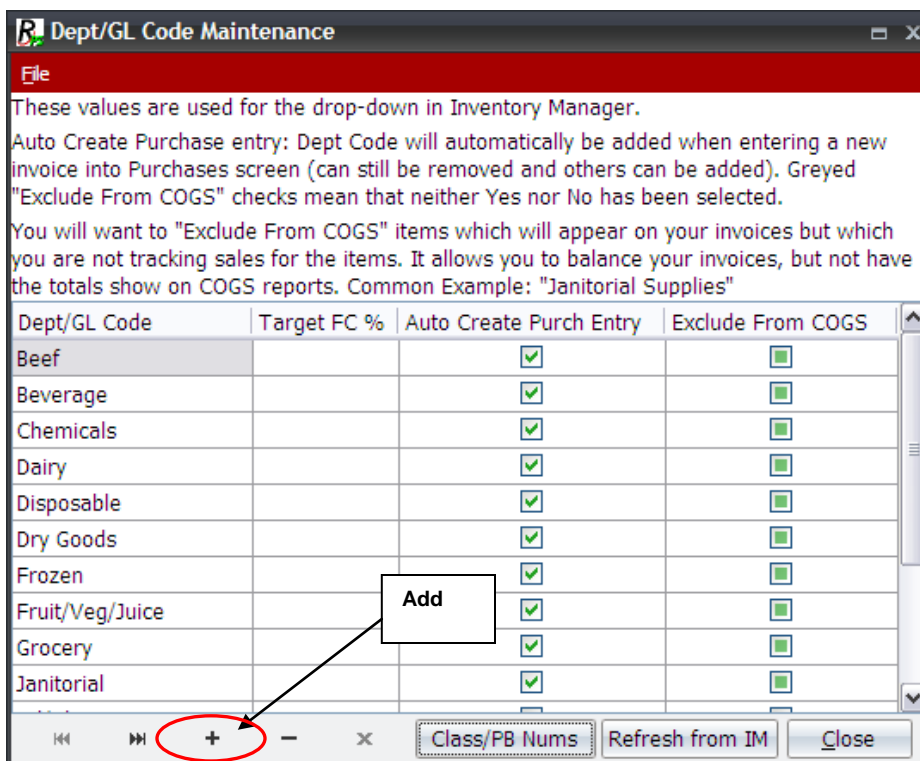 Dept/GL Code Maintenance
File
These values are used for the drop-down in Inventory Manager.
Auto Create Purchase entry: Dept Code will automatically be added when entering a new
invoice into Purchases screen (can still be removed and others can be added). Greyed
"Exclude From COGS" checks mean that neither Yes nor No has been selected.
You will want to "Exclude From COGS" items which will appear on your invoices but which
you are not tracking sales for the items. It allows you to balance your invoices, but not have
the totals show on COGS reports. Common Example: "Janitorial Supplies"
Dept/GL Code Target FC % Auto Create Purch Entry Exclude From COGS
Beef
Beverage
Chemicals
Dairy
Disposable
Dry Goods
Frozen
Add
Fruit/Veg/Juice
Grocery
Janitorial
Class/PB Nums Refresh from IM Close